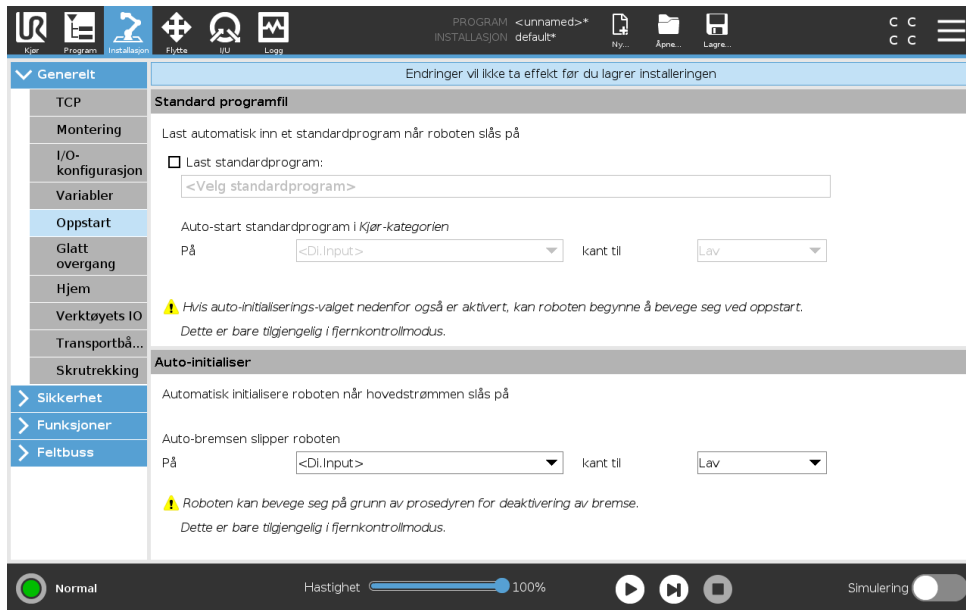 UR
PROGRAM <unnamed>*
INSTALLASJON default*
C C
C C
Kjør Program Installasjon Flytte I/U Logg Ny... Åpne... Lagre...
Generelt
TCP
Montering
I/O-
konfigurasjon
Variabler
Oppstart
Glatt
overgang
Hjem
Verktøyets IO
Transportbå...
Skrutrekking
Sikkerhet
Funksjoner
Feltbuss
Endringer vil ikke ta effekt før du lagrer installeringen
Standard programfil
Last automatisk inn et standardprogram når roboten slås på
Last standardprogram:
<Velg standardprogram>
Auto-start standardprogram i Kjør-kategorien
På <Di.Input> kant til Lav
Hvis auto-initialiserings-valget nedenfor også er aktivert, kan roboten begynne å bevege seg ved oppstart.
Dette er bare tilgjengelig i fjernkontrollmodus.
Auto-initialiser
Automatisk initialisere roboten når hovedstrømmen slås på
Auto-bremsen slipper roboten
På <Di.Input> kant til Lav
Roboten kan bevege seg på grunn av prosedyren for deaktivering av bremse.
Dette er bare tilgjengelig i fjernkontrollmodus.
Normal Hastighet 100% Simulering